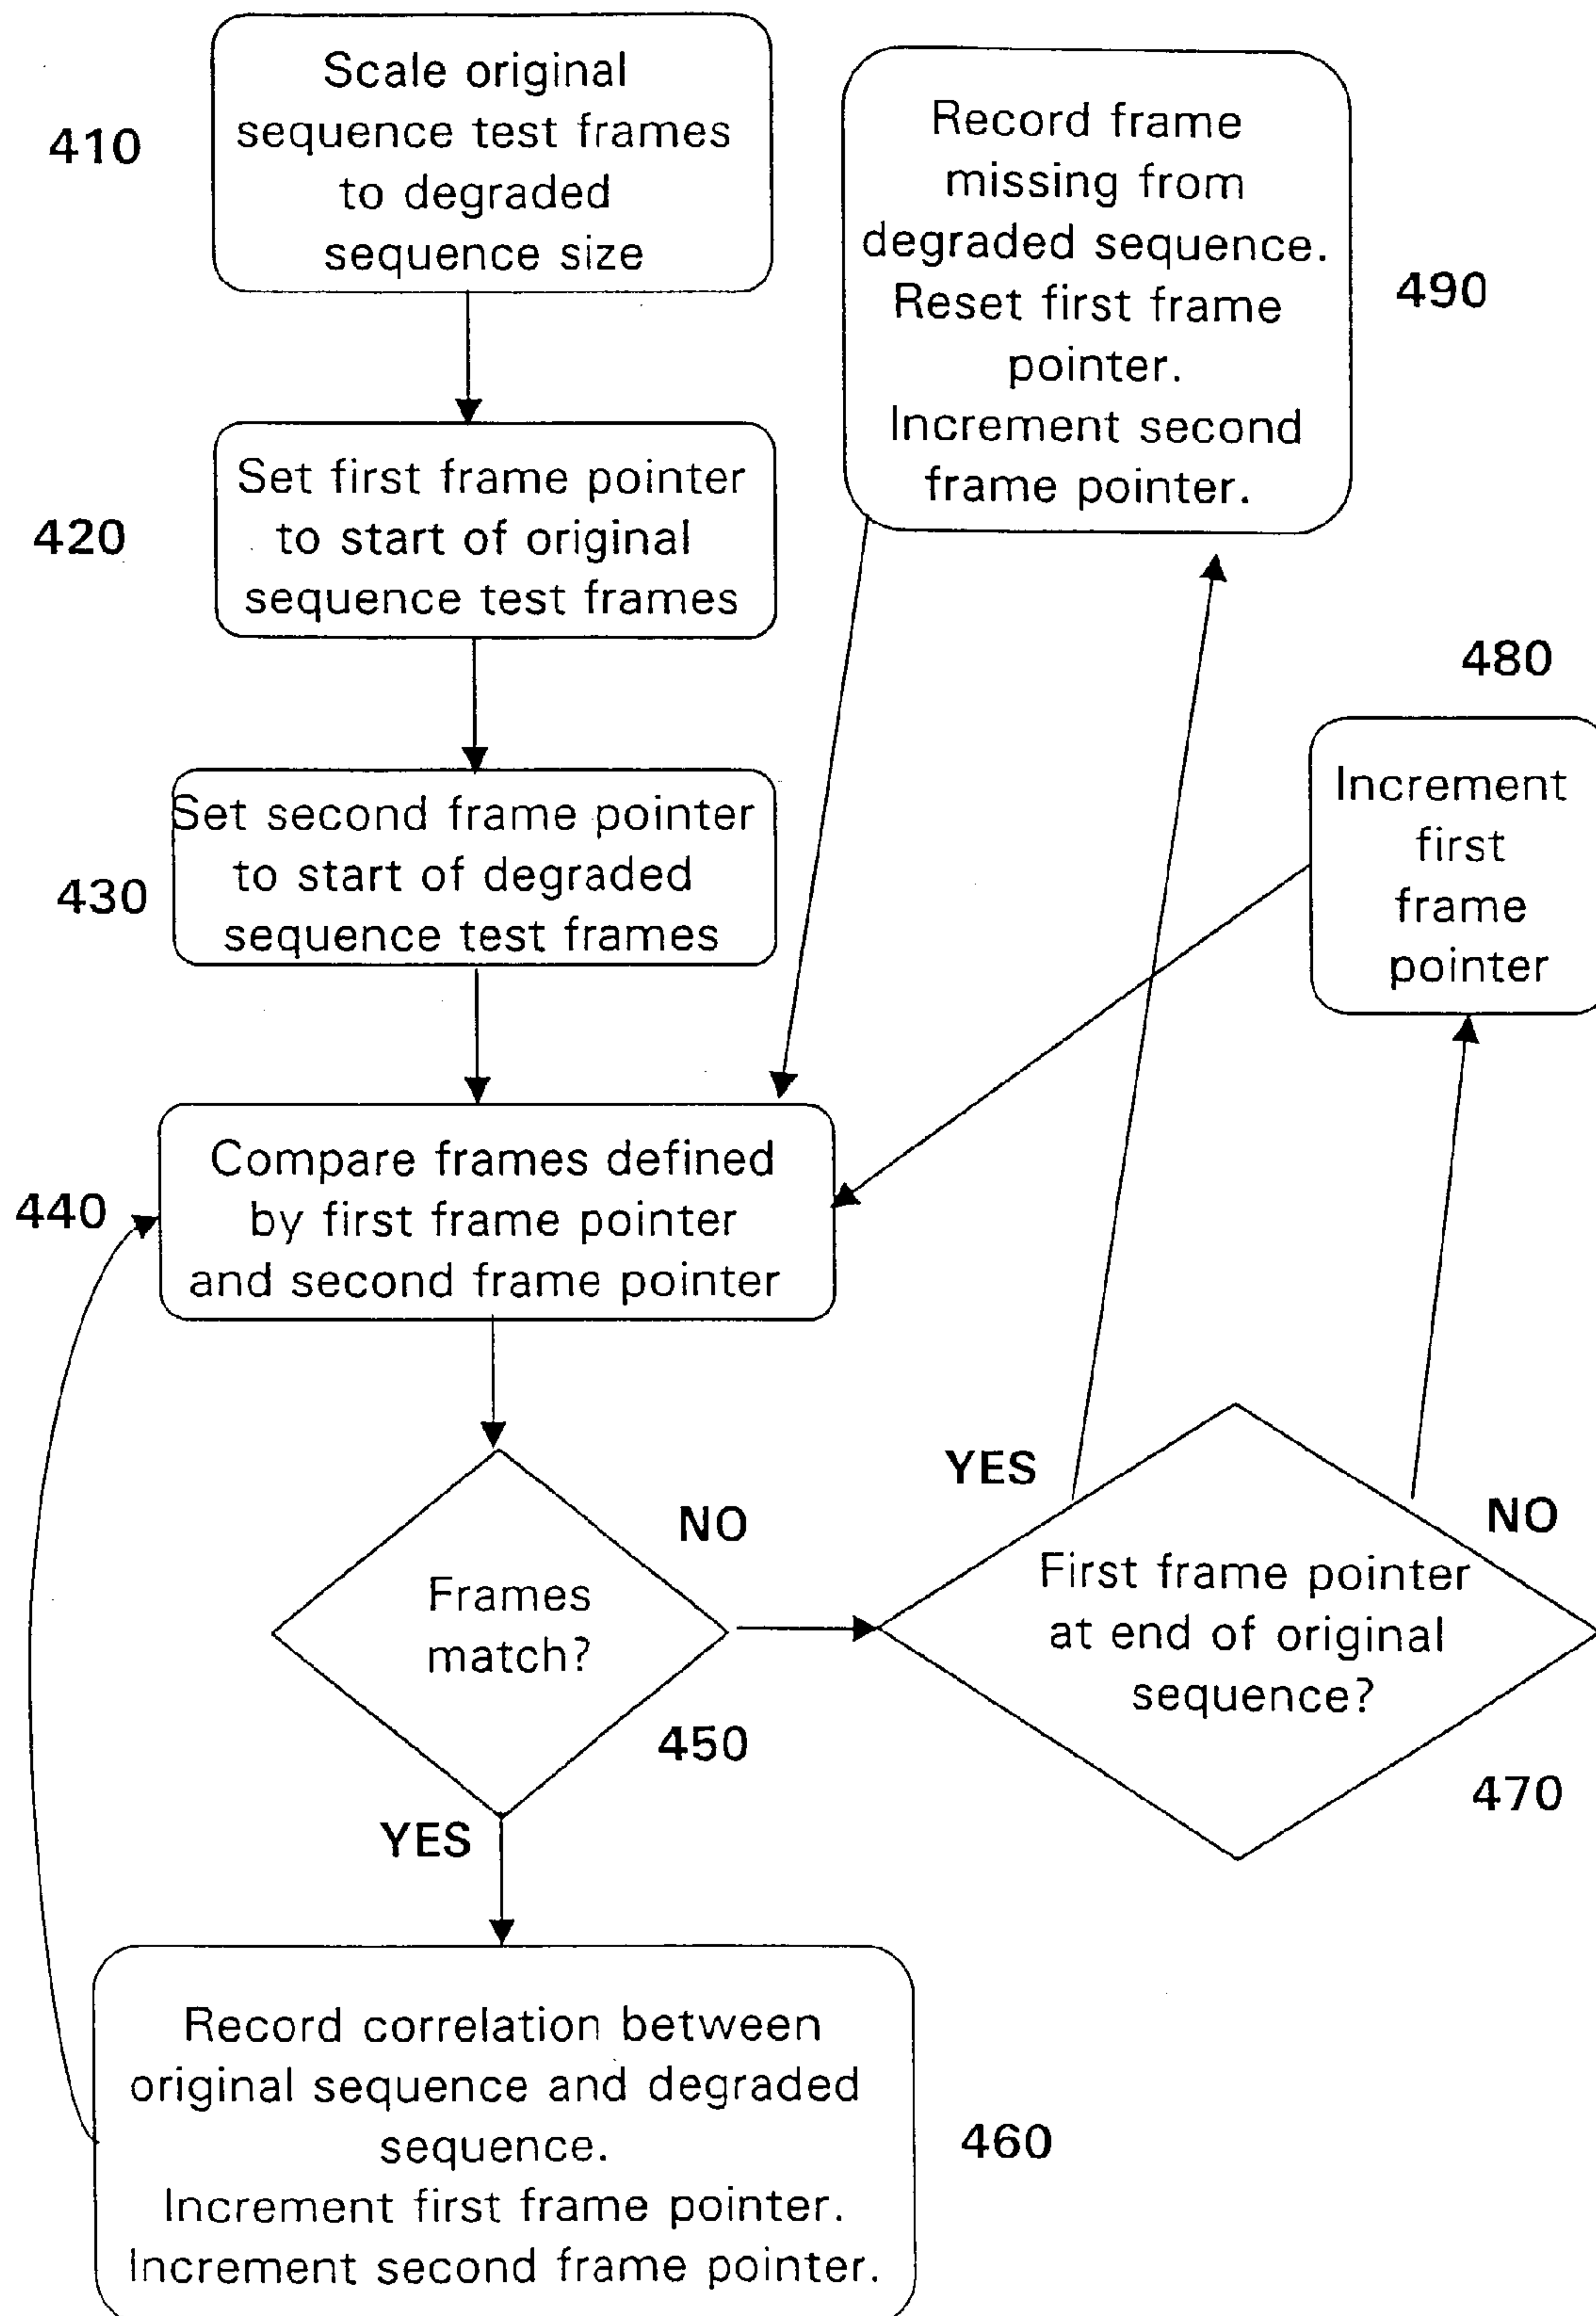 410
Scale original
sequence test frames
to degraded
sequence size
420
Set first frame pointer
to start of original
sequence test frames
430
Set second frame pointer
to start of degraded
sequence test frames
440
Compare frames defined
by first frame pointer
and second frame pointer
Frames
match?
450
NO
YES
Record correlation between
original sequence and degraded
sequence.
Increment first frame pointer.
Increment second frame pointer.
460
First frame pointer
at end of original
sequence?
470
YES
NO
Increment
first
frame
pointer
480
Record frame
missing from
degraded sequence.
Reset first frame
pointer.
Increment second
frame pointer.
490